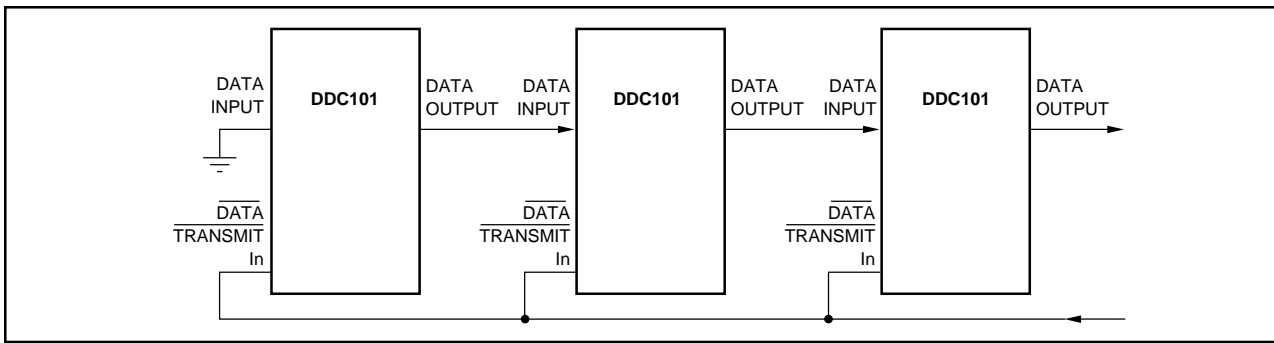 DATA
INPUT
DDC101
DATA
OUTPUT
DATA
INPUT
DDC101
DATA
OUTPUT
DATA
INPUT
DDC101
DATA
OUTPUT
DATA
TRANSMIT
In
DATA
TRANSMIT
In
DATA
TRANSMIT
In